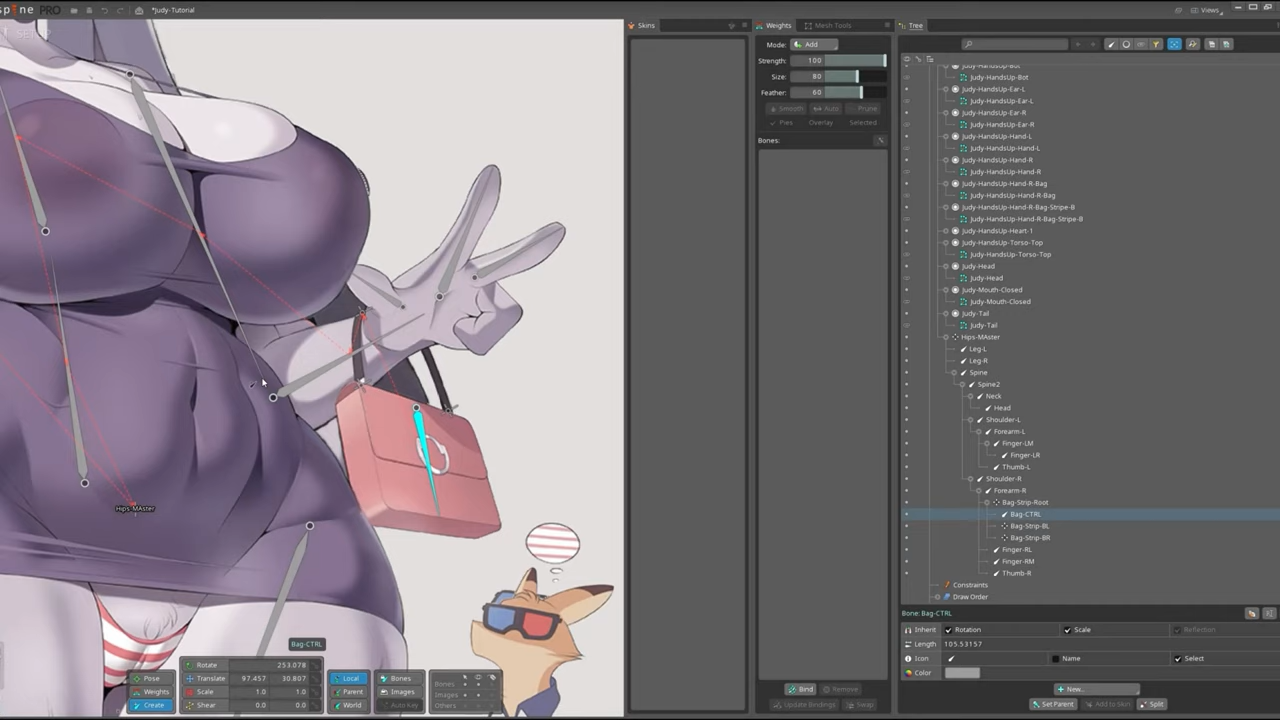 spine PRO
*Judy-Tutorial
Views
SETUP
Skins
Weights
Mesh Tools
Tree
Mode:
Add
Strength:
100
Size:
80
Feather:
60
Smooth
Auto
Prune
Pies
Overlay
Selected
Bones:
Judy-HandsUp-Bot
Judy-HandsUp-Bot
Judy-HandsUp-Ear-L
Judy-HandsUp-Ear-L
Judy-HandsUp-Ear-R
Judy-HandsUp-Ear-R
Judy-HandsUp-Hand-L
Judy-HandsUp-Hand-L
Judy-HandsUp-Hand-R
Judy-HandsUp-Hand-R
Judy-HandsUp-Hand-R-Bag
Judy-HandsUp-Hand-R-Bag
Judy-HandsUp-Hand-R-Bag-Stripe-B
Judy-HandsUp-Hand-R-Bag-Stripe-B
Judy-HandsUp-Heart-1
Judy-HandsUp-Torso-Top
Judy-HandsUp-Torso-Top
Judy-Head
Judy-Head
Judy-Mouth-Closed
Judy-Mouth-Closed
Judy-Tail
Judy-Tail
Hips-MAster
Leg-L
Leg-R
Spine
Spine2
Neck
Head
Shoulder-L
Forearm-L
Finger-LM
Finger-LR
Thumb-L
Shoulder-R
Forearm-R
Bag-Strip-Root
Bag-CTRL
Bag-Strip-BL
Bag-Strip-BR
Finger-RL
Finger-RM
Thumb-R
Constraints
Draw Order
Bone: Bag-CTRL
Inherit
Rotation
Scale
Reflection
Length
105.53157
Icon
Name
Select
Color
New...
Set Parent
Add to Skin
Split
Bind
Remove
Update Bindings
Swap
Hips-MAster
Bag-CTRL
Pose
Weights
Create
Rotate
253.078
Translate
97.457
30.807
Scale
1.0
1.0
Shear
0.0
0.0
Local
Parent
World
Bones
Images
Auto Key
Bones
Images
Others